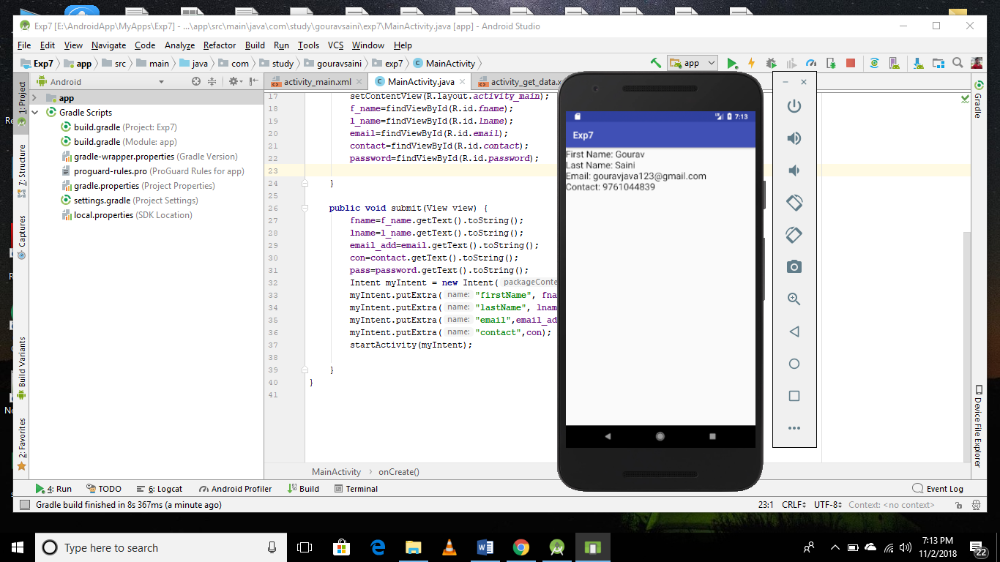 Exp7 [E:\AndroidApp\MyApps\Exp7] - ...\app\src\main\java\com\study\gouravsaini\exp7\MainActivity.java [app] - Android Studio
File Edit View Navigate Code Analyze Refactor Build Run Tools VCS Window Help
Exp7 app src main java com study gouravsaini exp7 MainActivity app
1: Project
7: Structure
Captures
Build Variants
2: Favorites
Android
app
Gradle Scripts
build.gradle (Project: Exp7)
build.gradle (Module: app)
gradle-wrapper.properties (Gradle Version)
proguard-rules.pro (ProGuard Rules for app)
gradle.properties (Project Properties)
settings.gradle (Project Settings)
local.properties (SDK Location)
activity_main.xml MainActivity.java activity_get_data.x
17 setContentView(R.layout.activity_main);
18 f_name=findViewById(R.id.fname);
19 l_name=findViewById(R.id.lname);
20 email=findViewById(R.id.email);
21 contact=findViewById(R.id.contact);
22 password=findViewById(R.id.password);
23
24 }
25
26 public void submit(View view) {
27 fname=f_name.getText().toString();
28 lname=l_name.getText().toString();
29 email_add=email.getText().toString();
30 con=contact.getText().toString();
31 pass=password.getText().toString();
32 Intent myIntent = new Intent( packageConte
33 myIntent.putExtra( name: "firstName", fna
34 myIntent.putExtra( name: "lastName", lnam
35 myIntent.putExtra( name: "email",email_ad
36 myIntent.putExtra( name: "contact",con);
37 startActivity(myIntent);
38
39 }
40 }
41
MainActivity > onCreate()
7:13
Exp7
First Name: Gourav
Last Name: Saini
Email: gouravjava123@gmail.com
Contact: 9761044839
Gradle
Device File Explorer
4: Run TODO 6: Logcat Android Profiler Build Terminal Event Log
Gradle build finished in 8s 367ms (a minute ago) 23:1 CRLF UTF-8 Context: <no context>
Type here to search
7:13 PM
11/2/2018
22